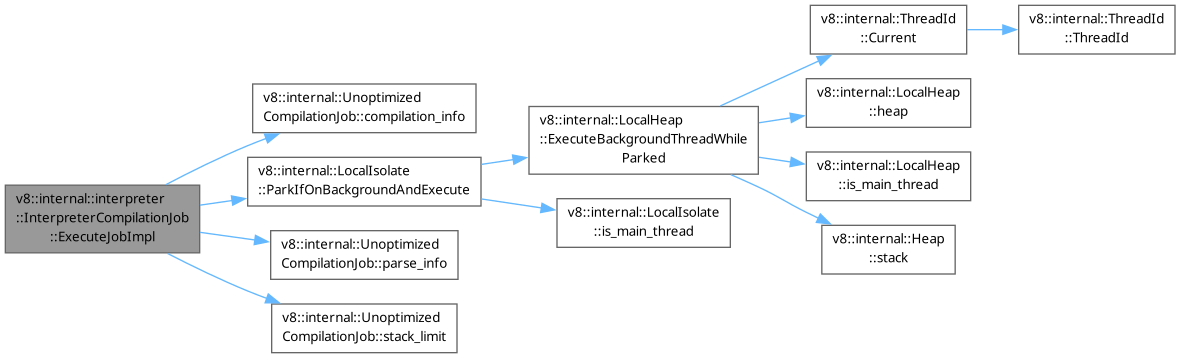 v8::internal::interpreter
::InterpreterCompilationJob
::ExecuteJobImpl
v8::internal::Unoptimized
CompilationJob::compilation_info
v8::internal::LocalIsolate
::ParkIfOnBackgroundAndExecute
v8::internal::Unoptimized
CompilationJob::parse_info
v8::internal::Unoptimized
CompilationJob::stack_limit
v8::internal::LocalHeap
::ExecuteBackgroundThreadWhile
Parked
v8::internal::LocalIsolate
::is_main_thread
v8::internal::ThreadId
::Current
v8::internal::LocalHeap
::heap
v8::internal::LocalHeap
::is_main_thread
v8::internal::Heap
::stack
v8::internal::ThreadId
::ThreadId